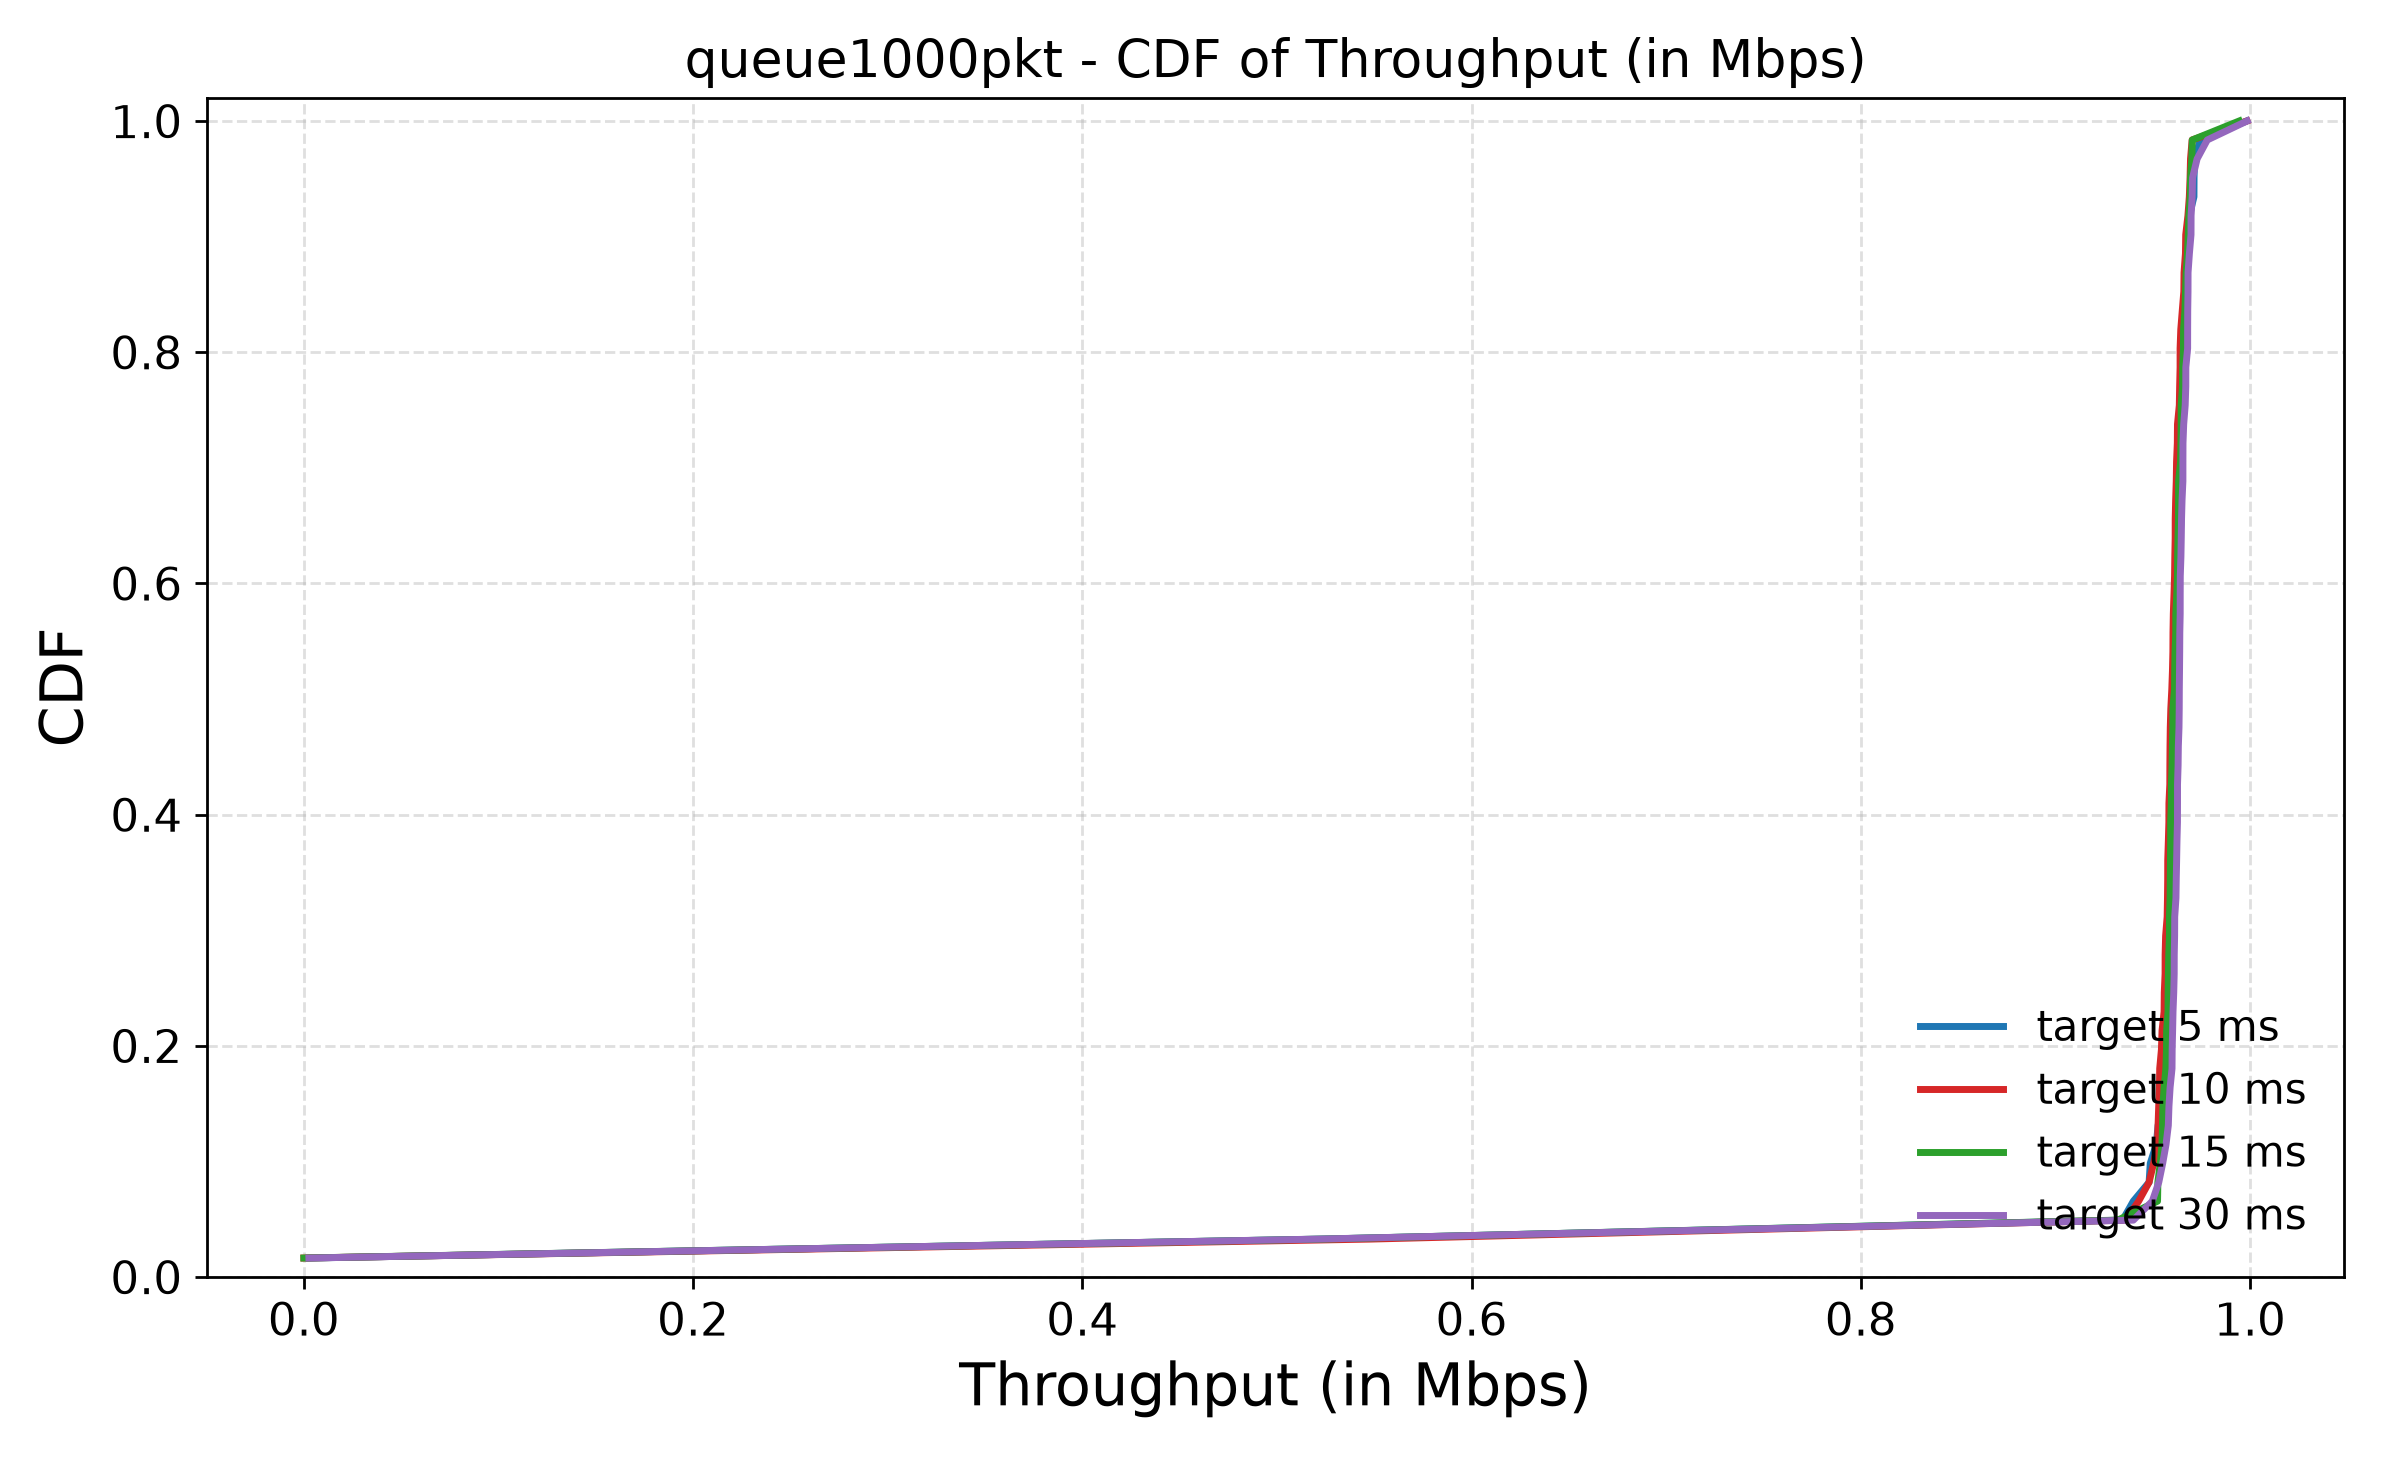 queue1000pkt - CDF of Throughput (in Mbps)
1.0
0.8
0.6
0.4
0.2
0.0
CDF
target 5 ms
target 10 ms
target 15 ms
target 30 ms
0.0 0.2 0.4 0.6 0.8 1.0
Throughput (in Mbps)